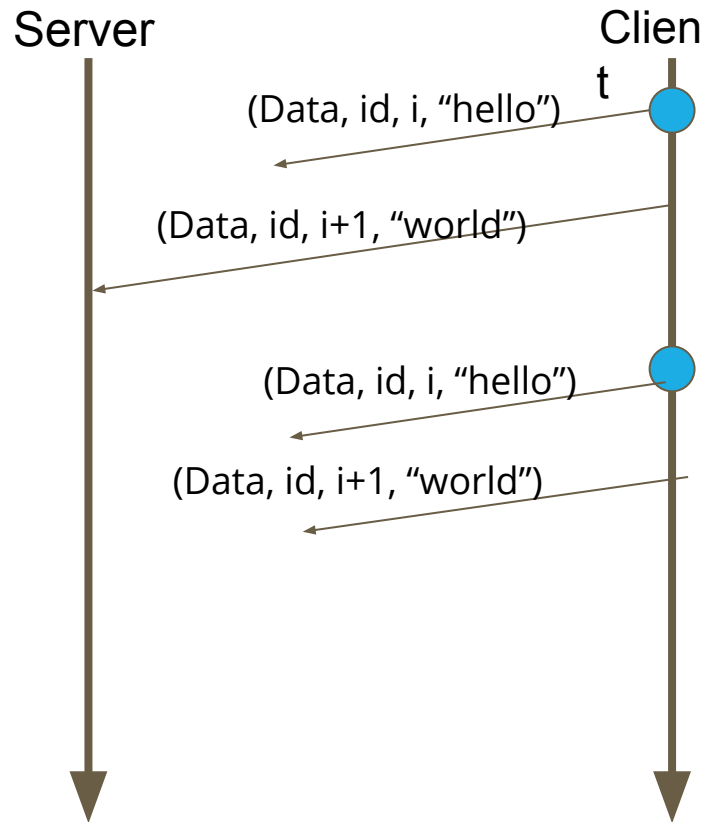 Server
Clien
t
(Data, id, i, “hello”)
(Data, id, i+1, “world”)
(Data, id, i, “hello”)
(Data, id, i+1, “world”)